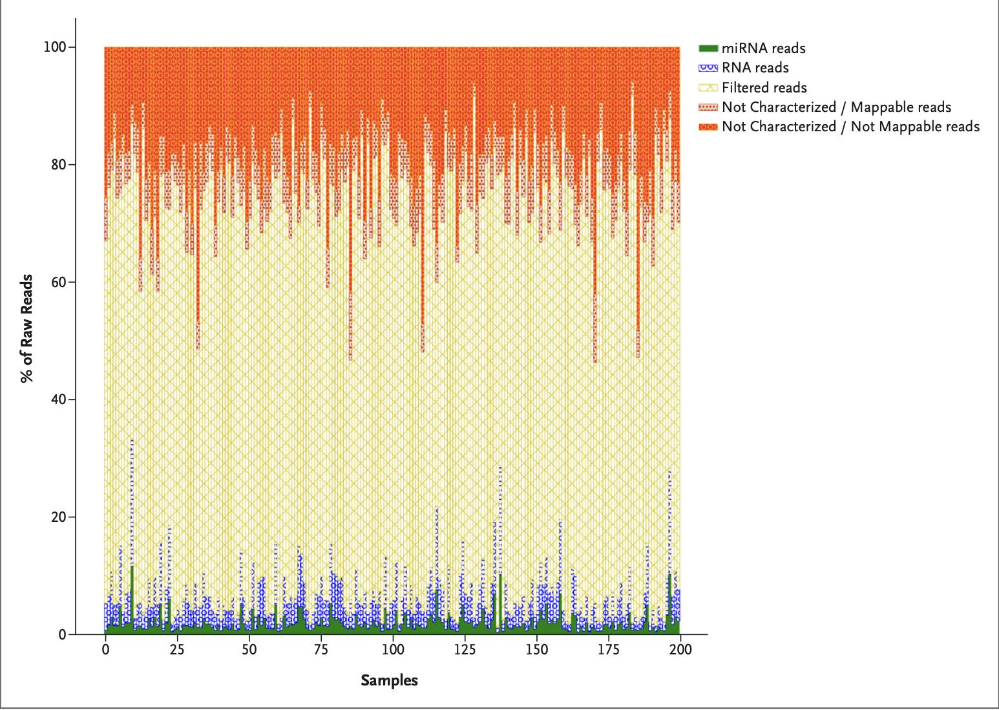 100
80
60
40
20
0
% of Raw Reads
0 25 50 75 100 125 150 175 200
Samples
miRNA reads
RNA reads
Filtered reads
Not Characterized / Mappable reads
Not Characterized / Not Mappable reads